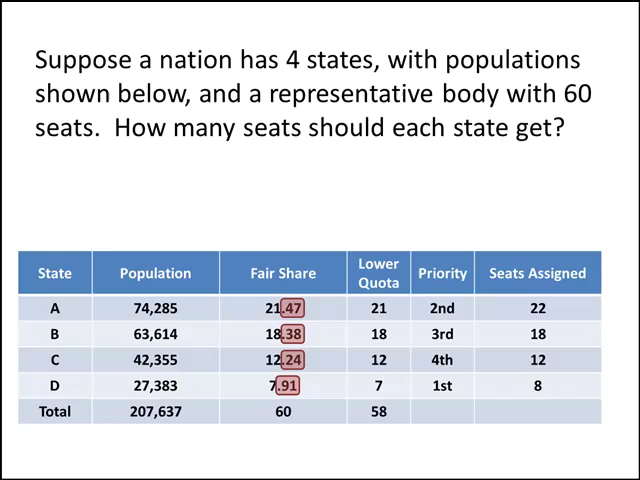 Suppose a nation has 4 states, with populations
shown below, and a representative body with 60
seats.  How many seats should each state get?
State Population Fair Share Lower Quota Priority Seats Assigned
A 74,285 21.47 21 2nd 22
B 63,614 18.38 18 3rd 18
C 42,355 12.24 12 4th 12
D 27,383 7.91 7 1st 8
Total 207,637 60 58